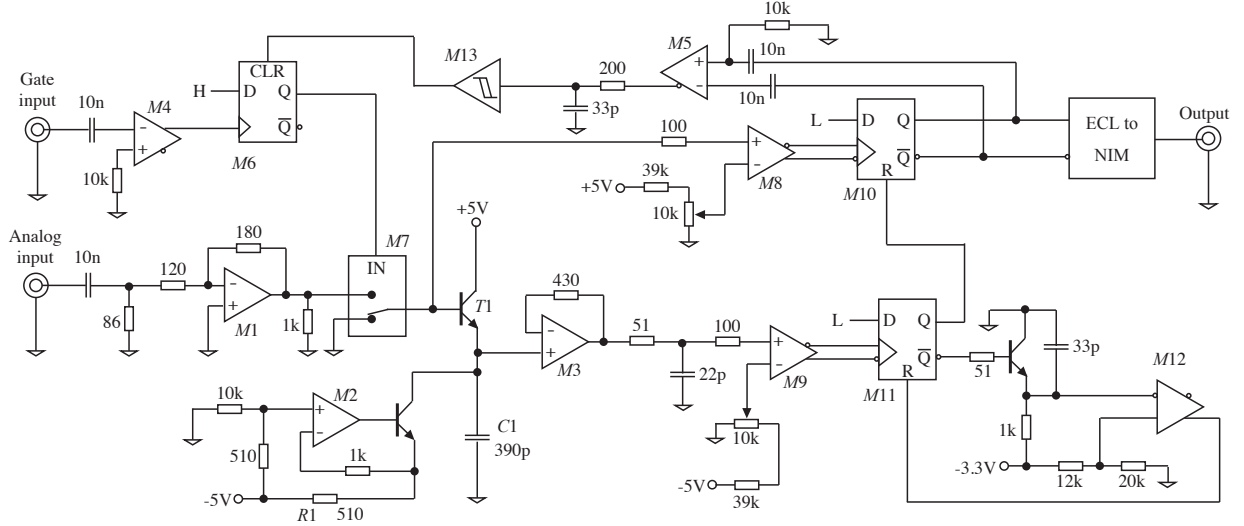 10k
M5
+
-
10n
10n
M13
200
33p
CLR
H
D
Q
Q
M6
Gate
input
10n
M4
-
+
10k
100
+
-
M8
+5V
39k
10k
L
D
Q
Q
R
M10
ECL to
NIM
Output
Analog
input
10n
86
120
180
-
+
M1
1k
M7
IN
+5V
T1
430
-
+
M3
51
22p
100
+
-
M9
10k
-5V
39k
L
D
Q
Q
R
M11
51
33p
1k
-3.3V
12k
20k
M12
10k
510
-5V
M2
+
-
1k
R1
510
C1
390p